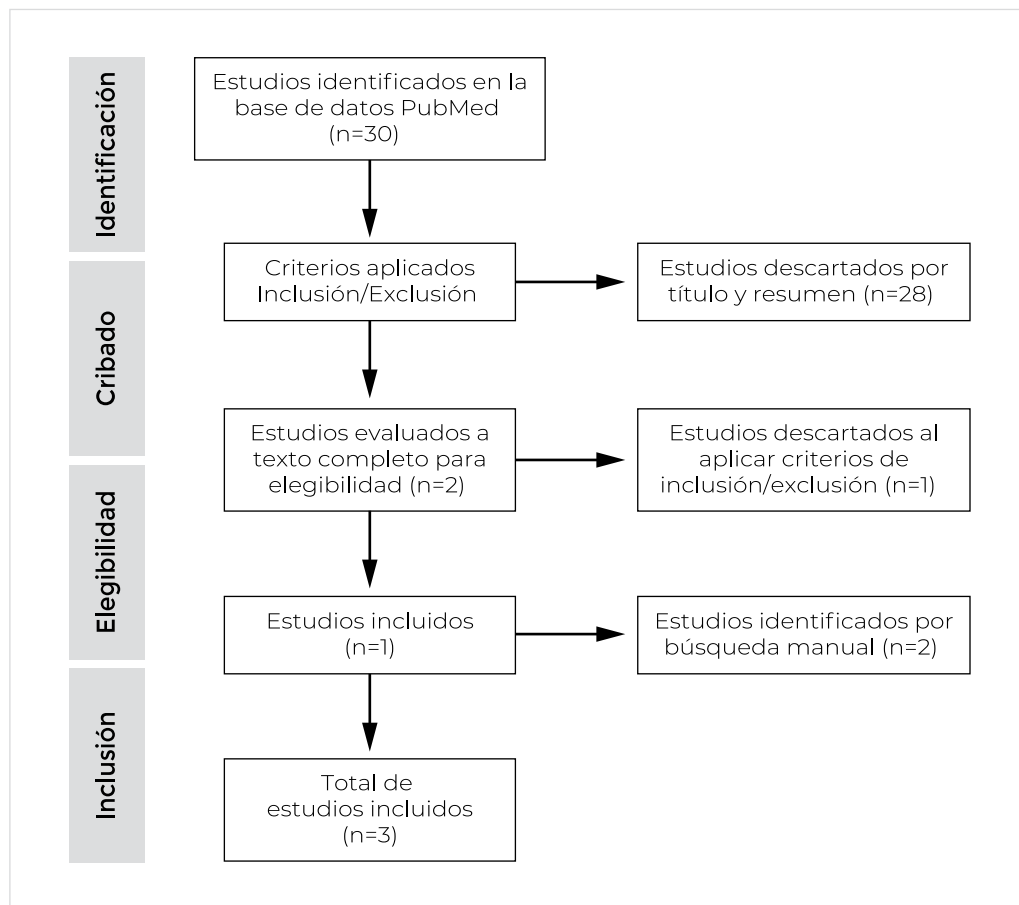 Identificación
Estudios identificados en la
base de datos PubMed
(n=30)
Criterios aplicados
Inclusión/Exclusión
Estudios descartados por
título y resumen (n=28)
Cribado
Estudios evaluados a
texto completo para
elegibilidad (n=2)
Estudios descartados al
aplicar criterios de
inclusión/exclusión (n=1)
Elegibilidad
Estudios incluidos
(n=1)
Estudios identificados por
búsqueda manual (n=2)
Inclusión
Total de
estudios incluidos
(n=3)